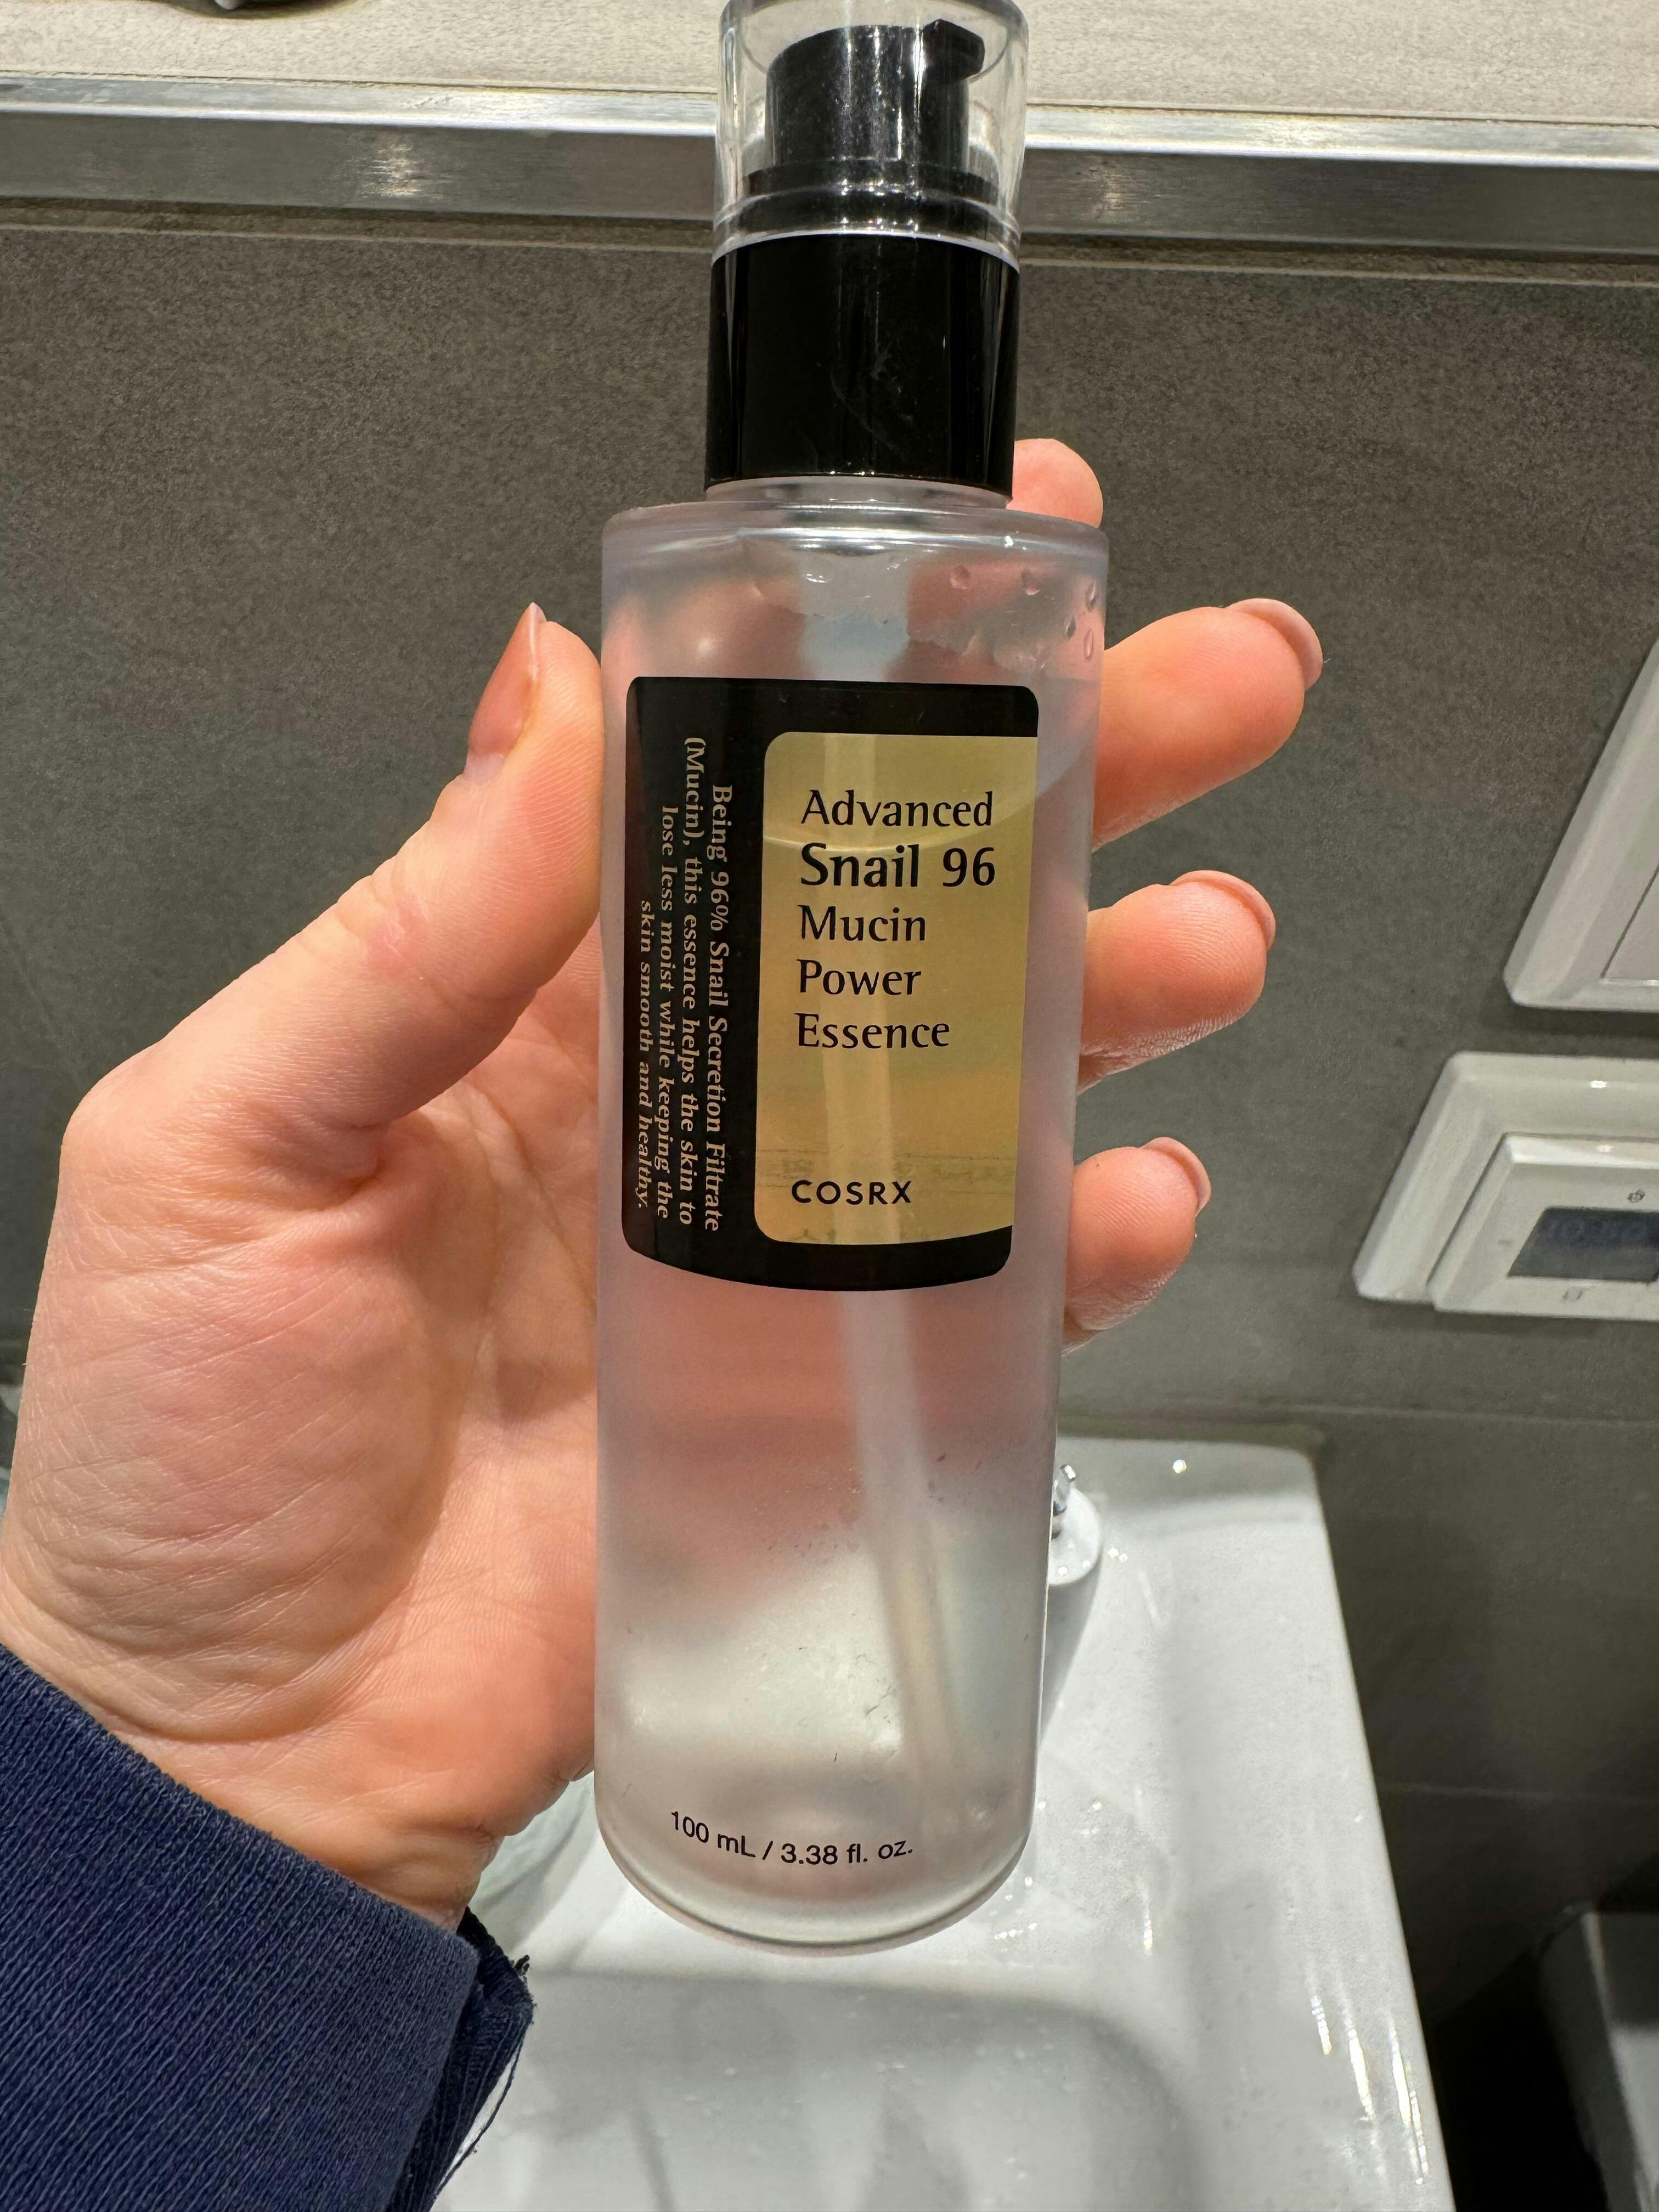 Advanced
Snail 96
Mucin
Power
Essence
COSRX
Being 96% Snail Secretion Filtrate
(Mucin), this essence helps the skin to
lose less moist while keeping the
skin smooth and healthy.
100 mL / 3.38 fl. oz.